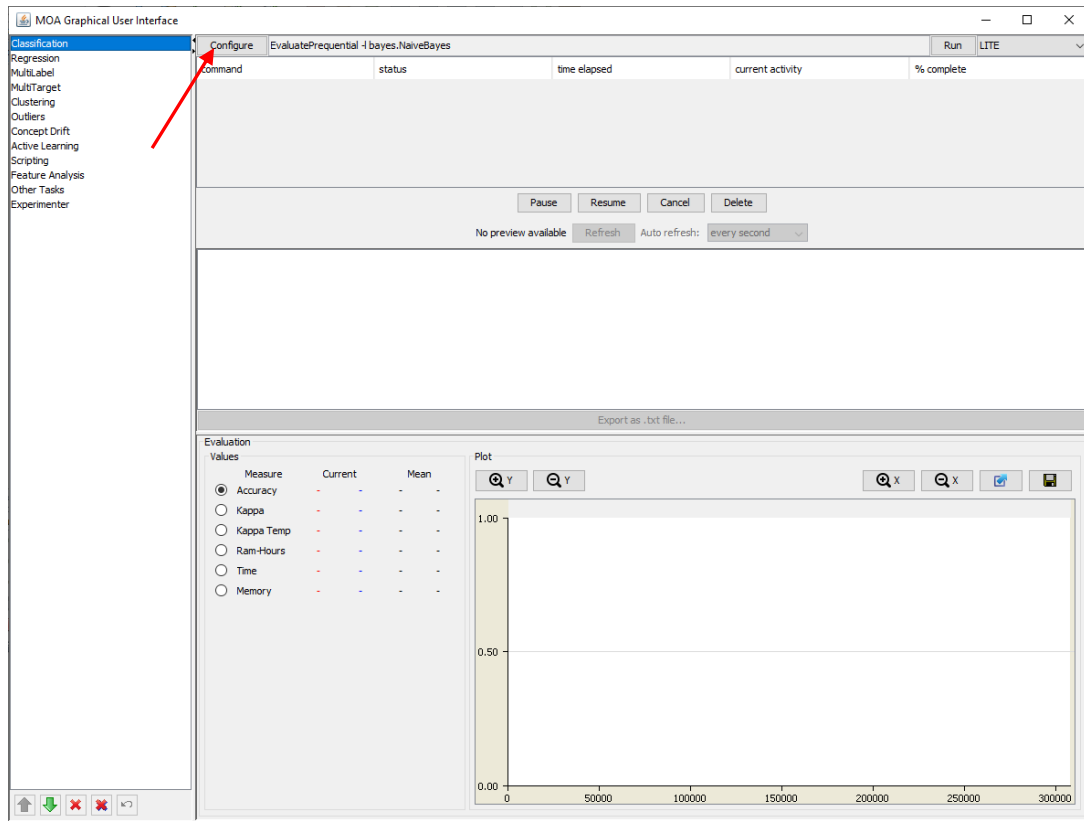 MOA Graphical User Interface
Classification
Regression
MultiLabel
MultiTarget
Clustering
Outliers
Concept Drift
Active Learning
Scripting
Feature Analysis
Other Tasks
Experimenter
Configure EvaluatePrequential -l bayes.NaiveBayes Run LITE
command status time elapsed current activity % complete
Pause Resume Cancel Delete
No preview available Refresh Auto refresh: every second
Export as .txt file...
Evaluation
Values
Measure Current Mean
Accuracy - - - -
Kappa - - - -
Kappa Temp - - - -
Ram-Hours - - - -
Time - - - -
Memory - - - -
Plot
Y Y X X
1.00
0.50
0.00
0 50000 100000 150000 200000 250000 300000